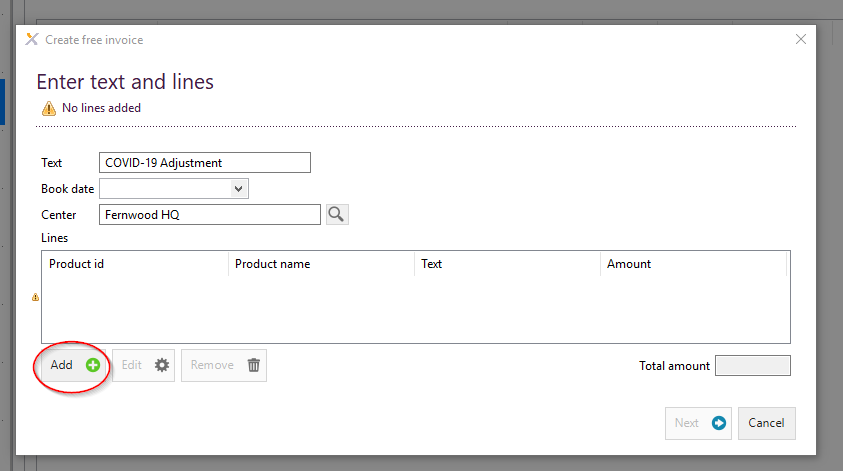 Create free invoice
Enter text and lines
No lines added
Text COVID-19 Adjustment
Book date
Center Fernwood HQ
Lines
Product id Product name Text Amount
Add Edit Remove Total amount
Next Cancel